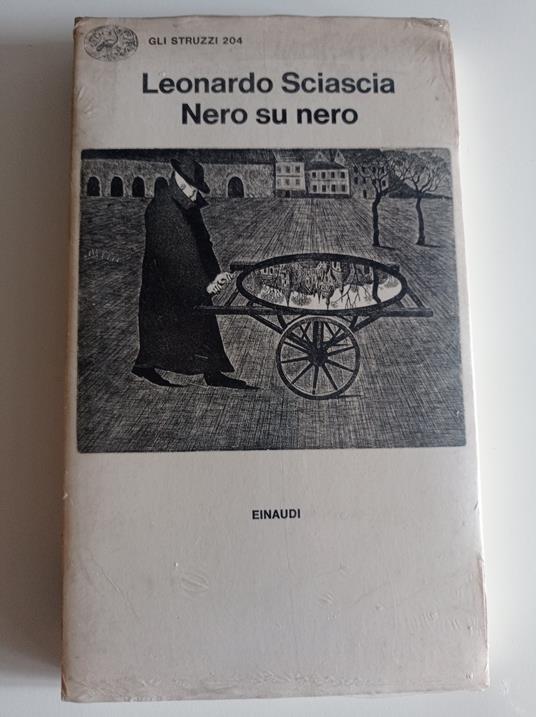 GLI STRUZZI 204
Leonardo Sciascia
Nero su nero
EINAUDI